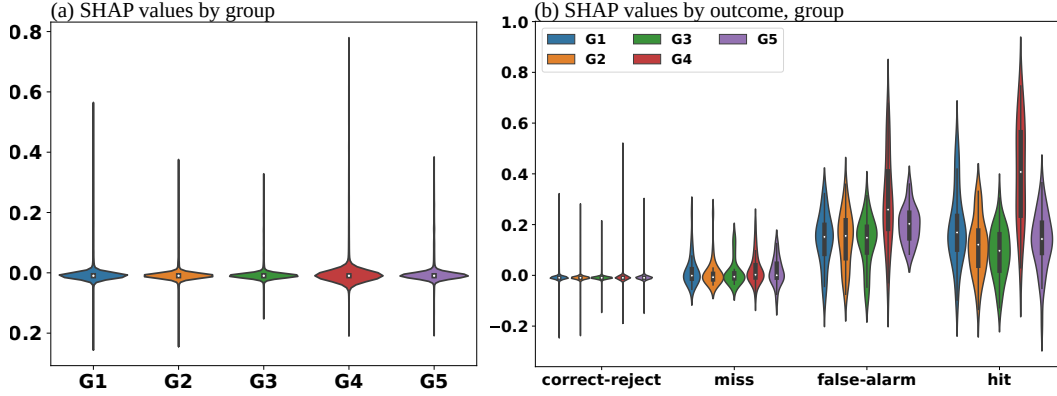 (a) SHAP values by group
0.8
0.6
0.4
0.2
0.0
0.2
G1 G2 G3 G4 G5
(b) SHAP values by outcome, group
1.0
0.8
0.6
0.4
0.2
0.0
−0.2
G1 G3 G5
G2 G4
correct-reject miss false-alarm hit